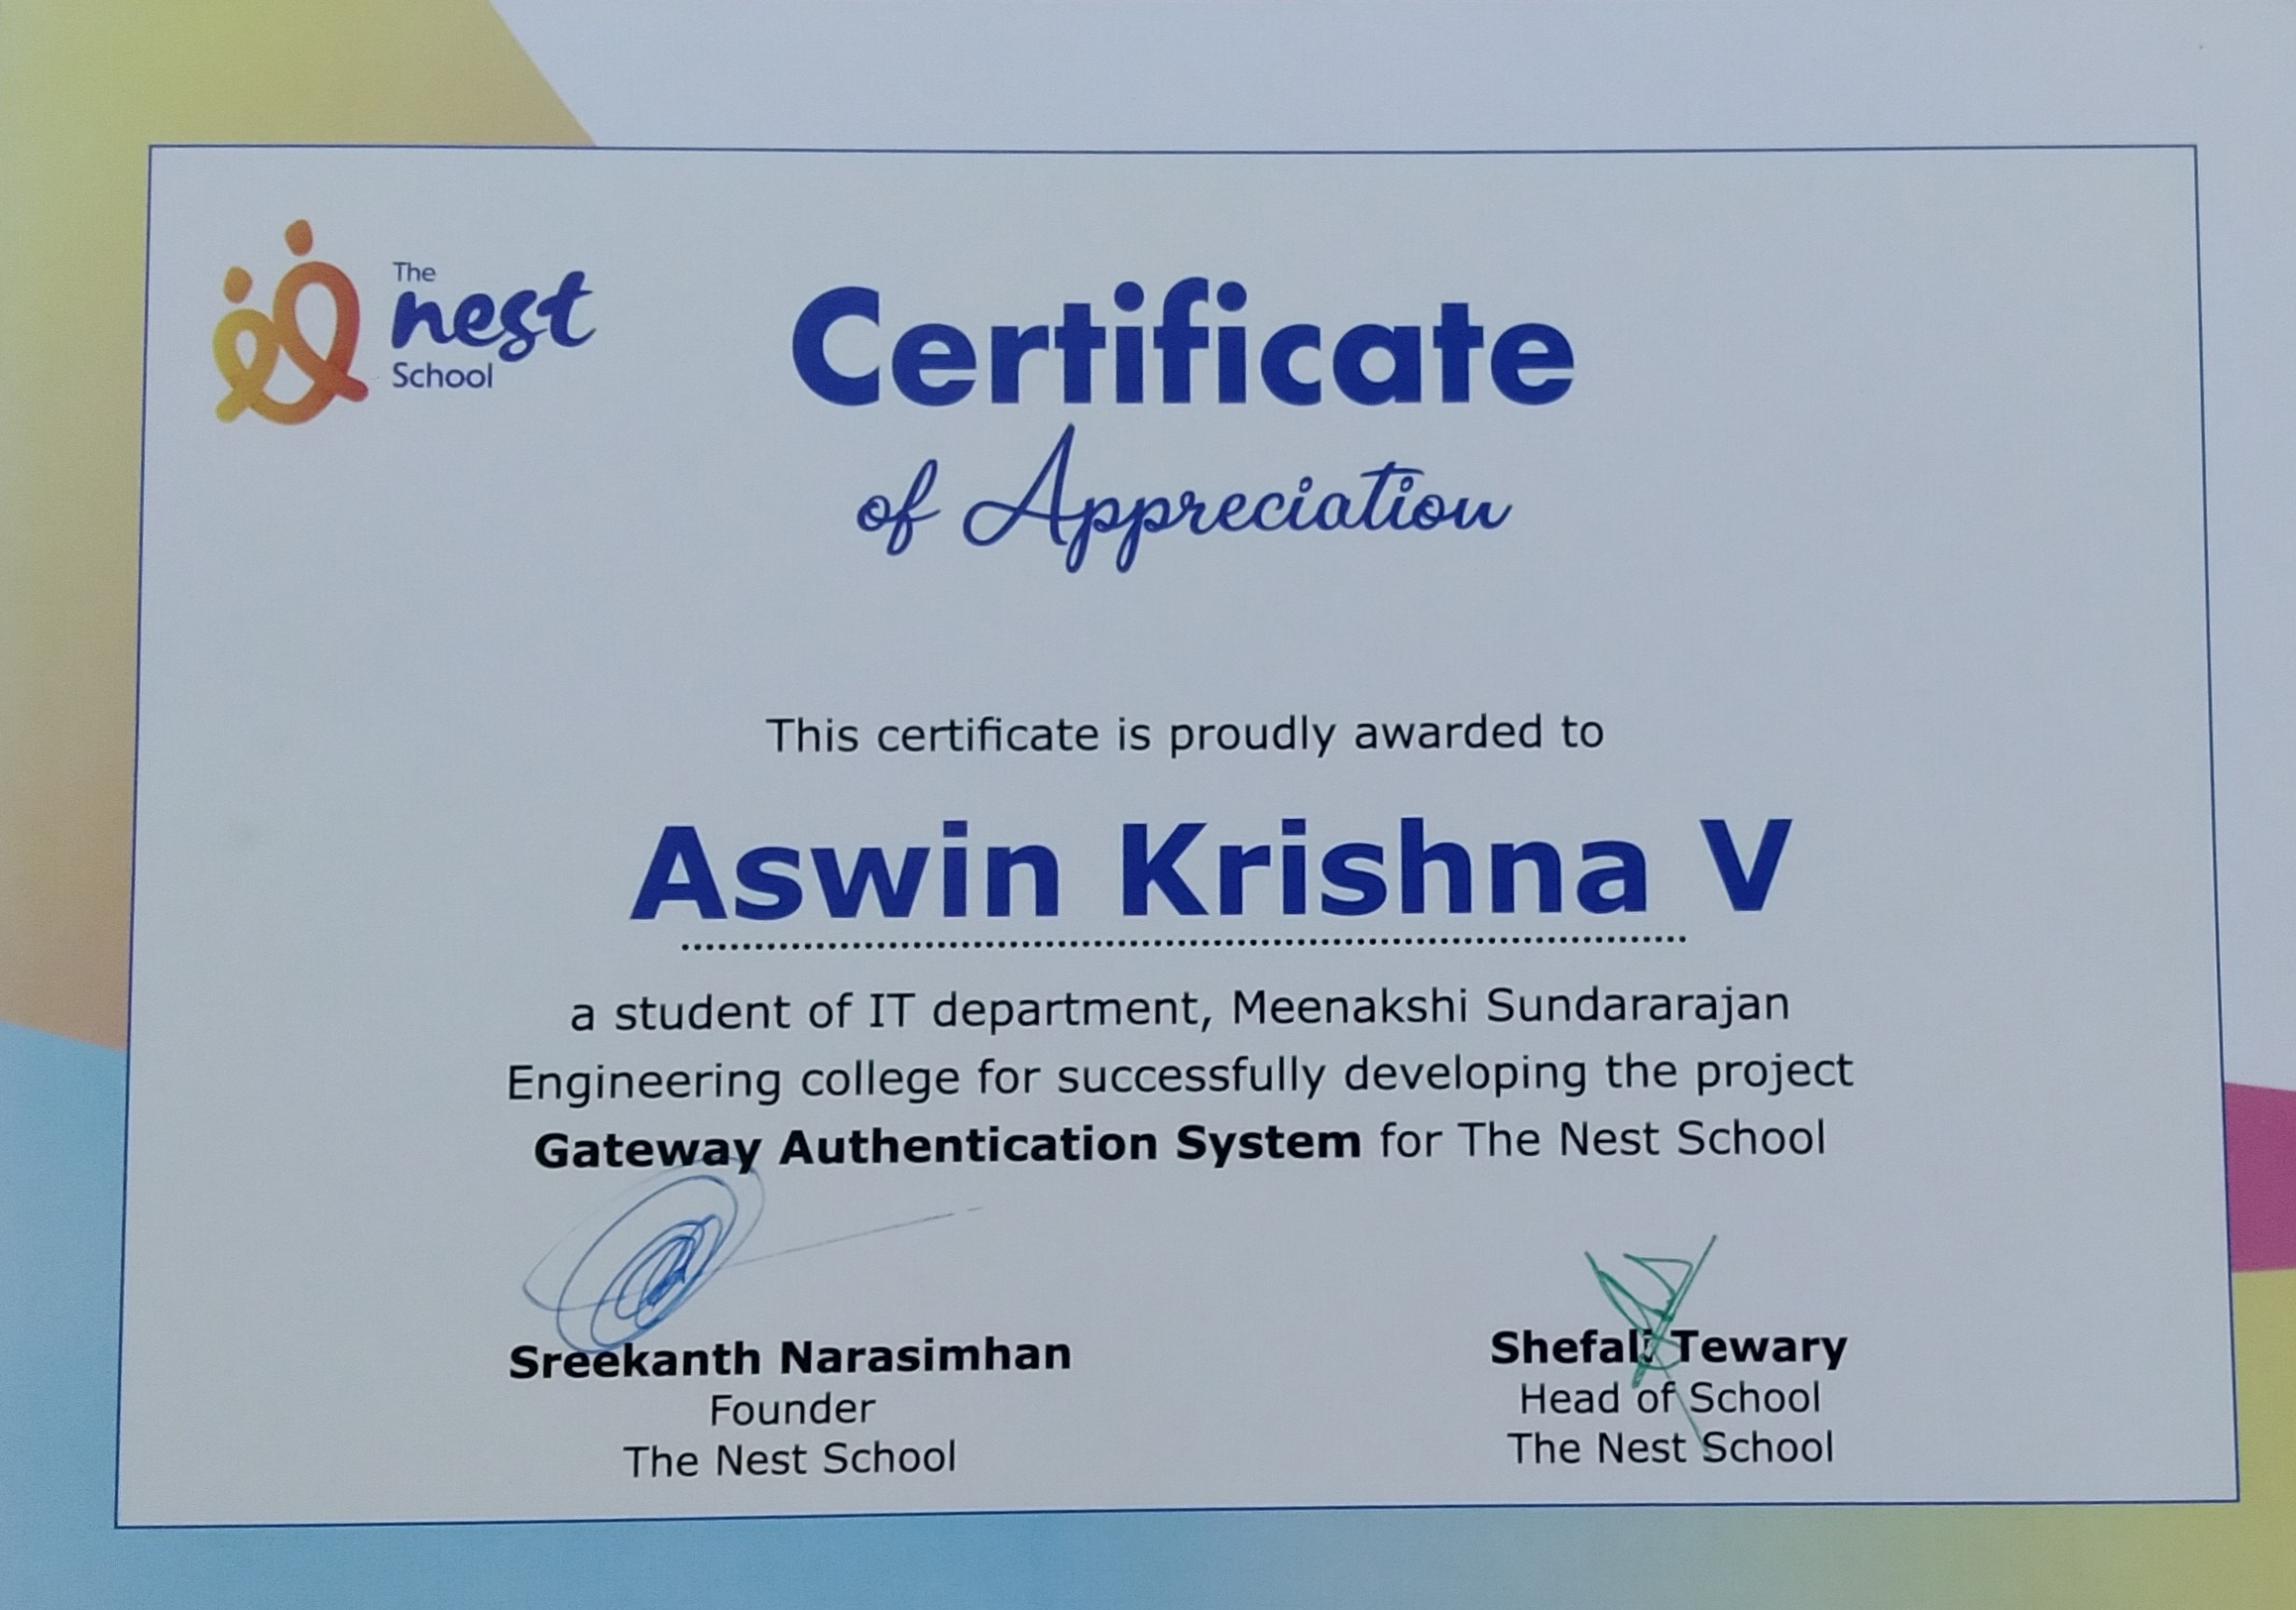 The
nest
School
Certificate
of Appreciation
This certificate is proudly awarded to
Aswin Krishna V
a student of IT department, Meenakshi Sundararajan
Engineering college for successfully developing the project
Gateway Authentication System for The Nest School
Sreekanth Narasimhan
Founder
The Nest School
Shefali Tewary
Head of School
The Nest School